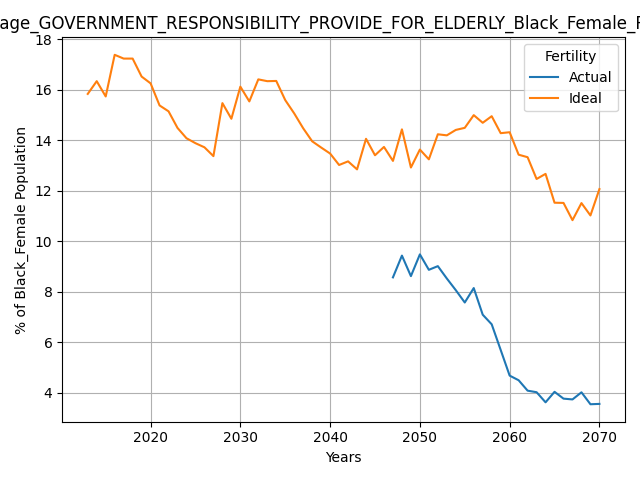 age_GOVERNMENT_RESPONSIBILITY_PROVIDE_FOR_ELDERLY_Black_Female_
Fertility
Actual
Ideal
% of Black_Female Population
18
16
14
12
10
8
6
4
2020
2030
2040
2050
2060
2070
Years